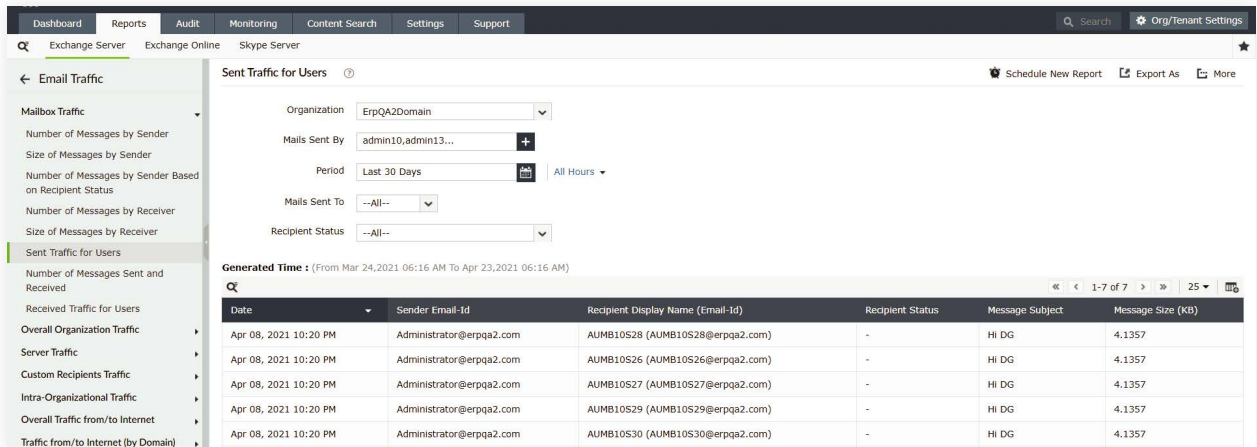 Dashboard Reports Audit Monitoring Content Search Settings Support Search Org/Tenant Settings
Exchange Server Exchange Online Skype Server
Email Traffic
Mailbox Traffic
Number of Messages by Sender
Size of Messages by Sender
Number of Messages by Sender Based
on Recipient Status
Number of Messages by Receiver
Size of Messages by Receiver
Sent Traffic for Users
Number of Messages Sent and
Received
Received Traffic for Users
Overall Organization Traffic
Server Traffic
Custom Recipients Traffic
Intra-Organizational Traffic
Overall Traffic from/to Internet
Traffic from/to Internet (by Domain)
Sent Traffic for Users ? Schedule New Report Export As More
Organization ErpQA2Domain
Mails Sent By admin10,admin13... +
Period Last 30 Days All Hours
Mails Sent To --All--
Recipient Status --All--
Generated Time : (From Mar 24,2021 06:16 AM To Apr 23,2021 06:16 AM)
« < 1-7 of 7 > » 25
Date Sender Email-Id Recipient Display Name (Email-Id) Recipient Status Message Subject Message Size (KB)
Apr 08, 2021 10:20 PM Administrator@erpqa2.com AUMB10S28 (AUMB10S28@erpqa2.com) - Hi DG 4.1357
Apr 08, 2021 10:20 PM Administrator@erpqa2.com AUMB10S26 (AUMB10S26@erpqa2.com) - Hi DG 4.1357
Apr 08, 2021 10:20 PM Administrator@erpqa2.com AUMB10S27 (AUMB10S27@erpqa2.com) - Hi DG 4.1357
Apr 08, 2021 10:20 PM Administrator@erpqa2.com AUMB10S29 (AUMB10S29@erpqa2.com) - Hi DG 4.1357
Apr 08, 2021 10:20 PM Administrator@erpqa2.com AUMB10S30 (AUMB10S30@erpqa2.com) - Hi DG 4.1357